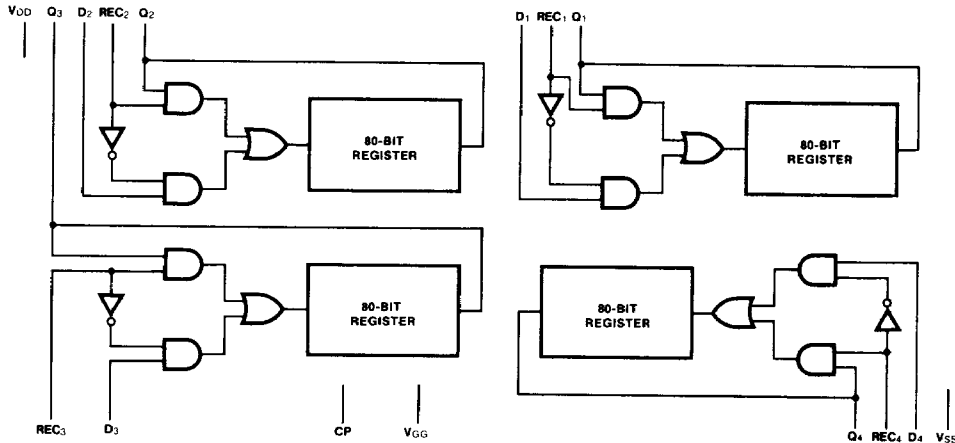 VDD Q3 D2 REC2 Q2
D1 REC1 Q1
80-BIT
REGISTER
80-BIT
REGISTER
80-BIT
REGISTER
80-BIT
REGISTER
REC3 D3 CP VGG
Q4 REC4 D4 VSS